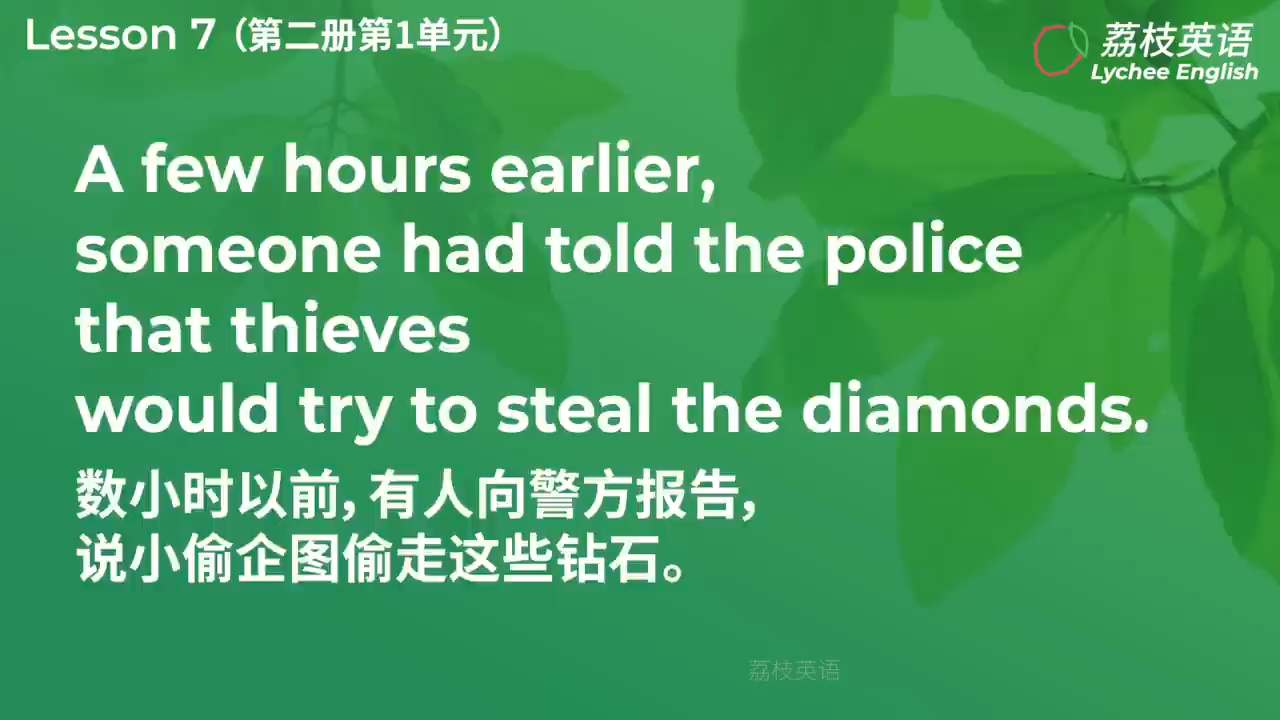 Lesson 7（第二册第1单元）
荔枝英语
Lychee English
A few hours earlier,
someone had told the police
that thieves
would try to steal the diamonds.
数小时以前, 有人向警方报告,
说小偷企图偷走这些钻石。
荔枝英语